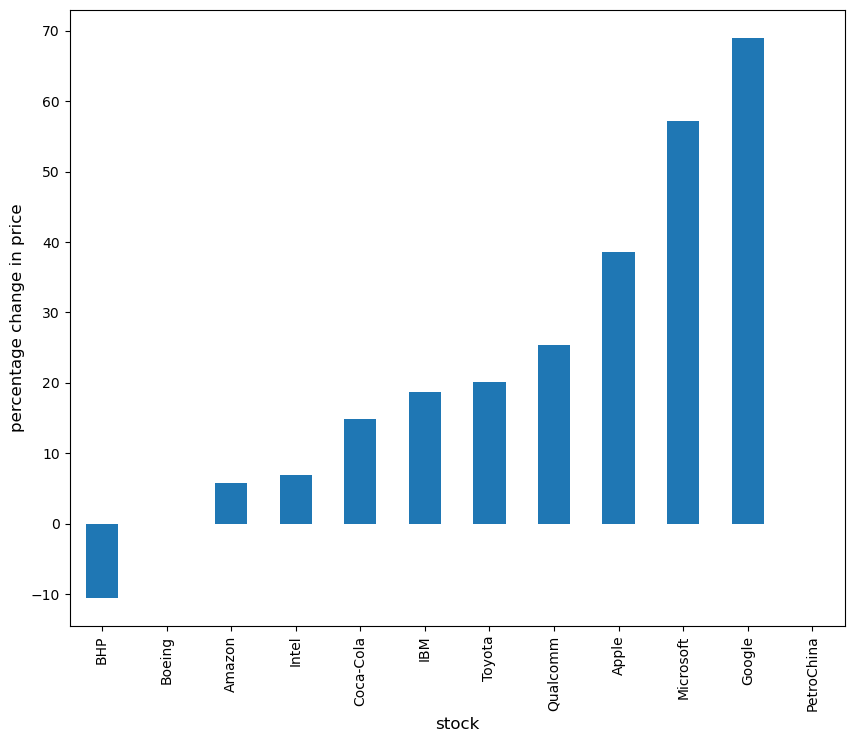 70
60
50
40
30
20
10
0
−10
percentage change in price
BHP
Boeing
Amazon
Intel
Coca-Cola
IBM
Toyota
Qualcomm
Apple
Microsoft
Google
PetroChina
stock